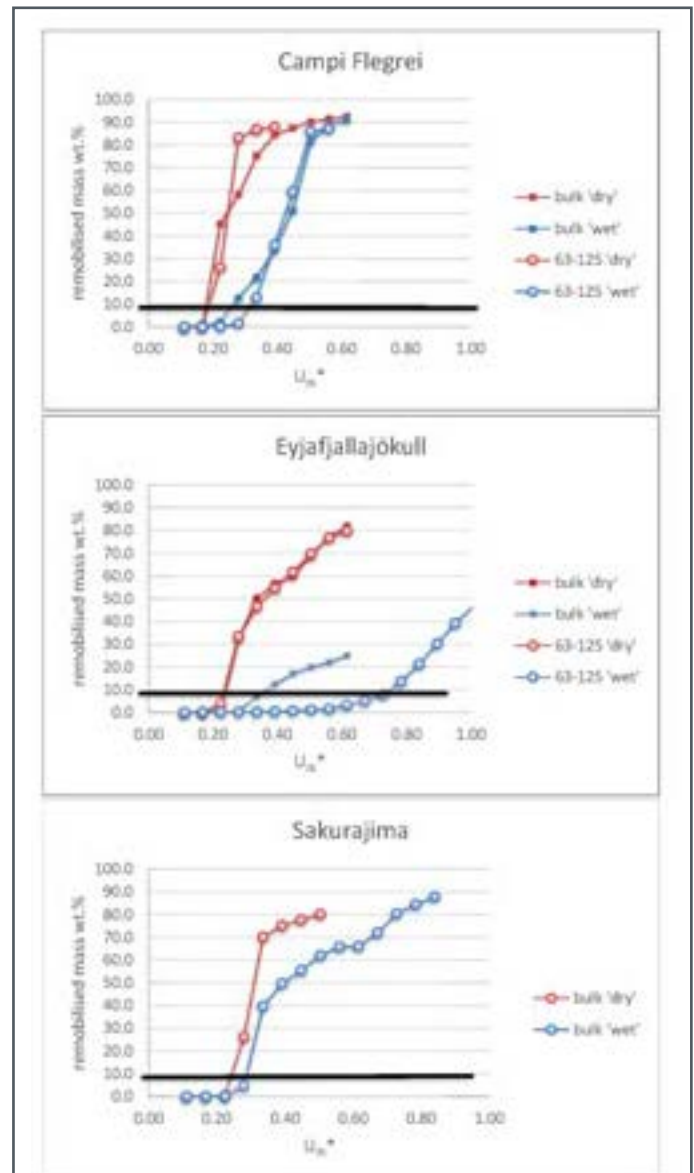 Campi Flegrei
100.0
90.0
80.0
70.0
60.0
50.0
40.0
30.0
20.0
10.0
0.0
remobilised mass wt.%
0.00 0.20 0.40 0.60 0.80 1.00
Um*
bulk 'dry'
bulk 'wet'
63-125 'dry'
63-125 'wet'
Eyjafjallajökull
100.0
90.0
80.0
70.0
60.0
50.0
40.0
30.0
20.0
10.0
0.0
remobilised mass wt.%
0.00 0.20 0.40 0.60 0.80 1.00
Um*
bulk 'dry'
bulk 'wet'
63-125 'dry'
63-125 'wet'
Sakurajima
100.0
90.0
80.0
70.0
60.0
50.0
40.0
30.0
20.0
10.0
0.0
remobilised mass wt.%
0.00 0.20 0.40 0.60 0.80 1.00
Um*
bulk 'dry'
bulk 'wet'